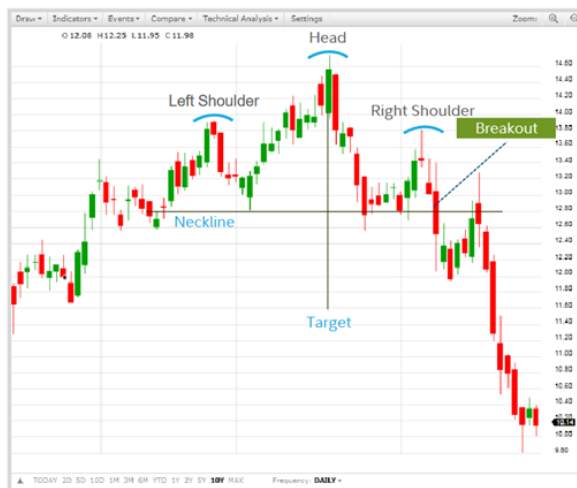 Draw Indicators Events Compare Technical Analysis Settings Zoom:
O 12.08 H 12.25 L 11.95 C 11.98
Head
14.60
14.40
14.20
Left Shoulder
14.00
Right Shoulder
Breakout
13.60
13.40
13.20
13.00
12.80
Neckline
12.60
12.40
12.20
12.00
11.80
11.60
Target
11.40
11.20
11.00
10.80
10.60
10.40
10.14
10.00
9.80
TODAY 2D 5D 10D 1M 3M 6M YTD 1Y 2Y 5Y 10Y MAX Frequency: DAILY